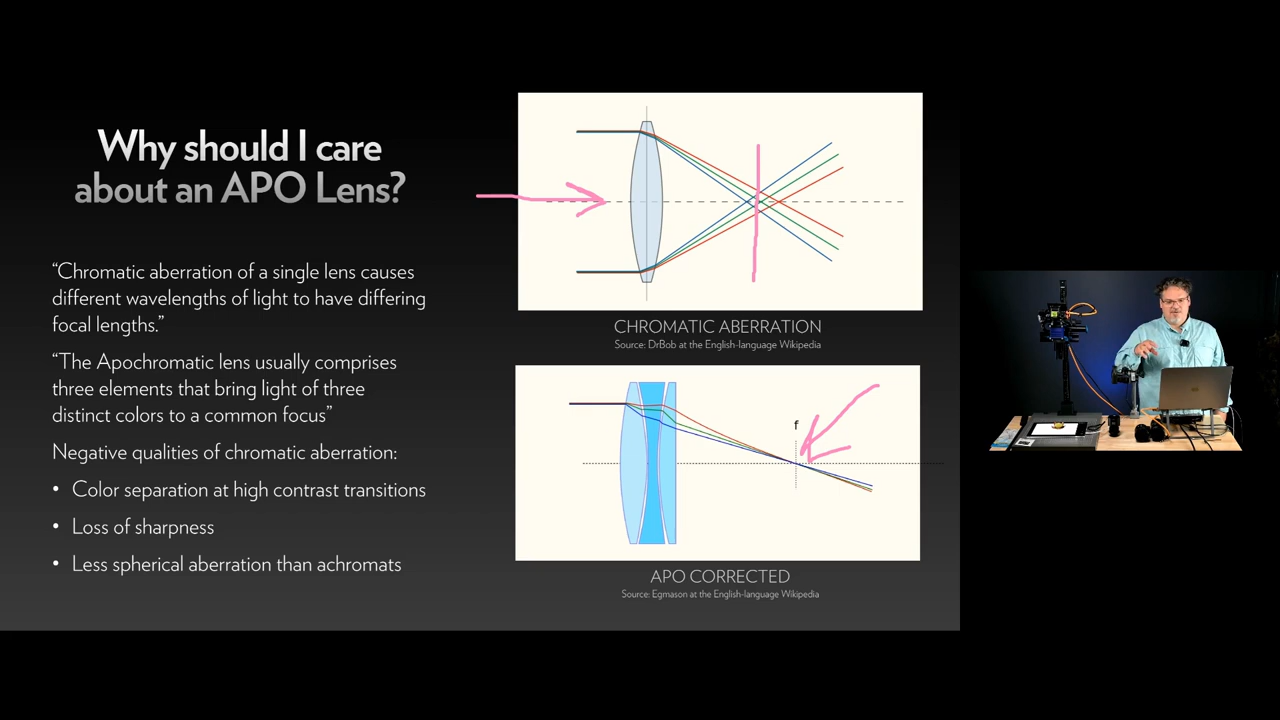 Why should I care
about an APO Lens?
“Chromatic aberration of a single lens causes
different wavelengths of light to have differing
focal lengths.”
“The Apochromatic lens usually comprises
three elements that bring light of three
distinct colors to a common focus”
Negative qualities of chromatic aberration:
• Color separation at high contrast transitions
• Loss of sharpness
• Less spherical aberration than achromats
CHROMATIC ABERRATION
Source: DrBob at the English-language Wikipedia
f
APO CORRECTED
Source: Egmason at the English-language Wikipedia